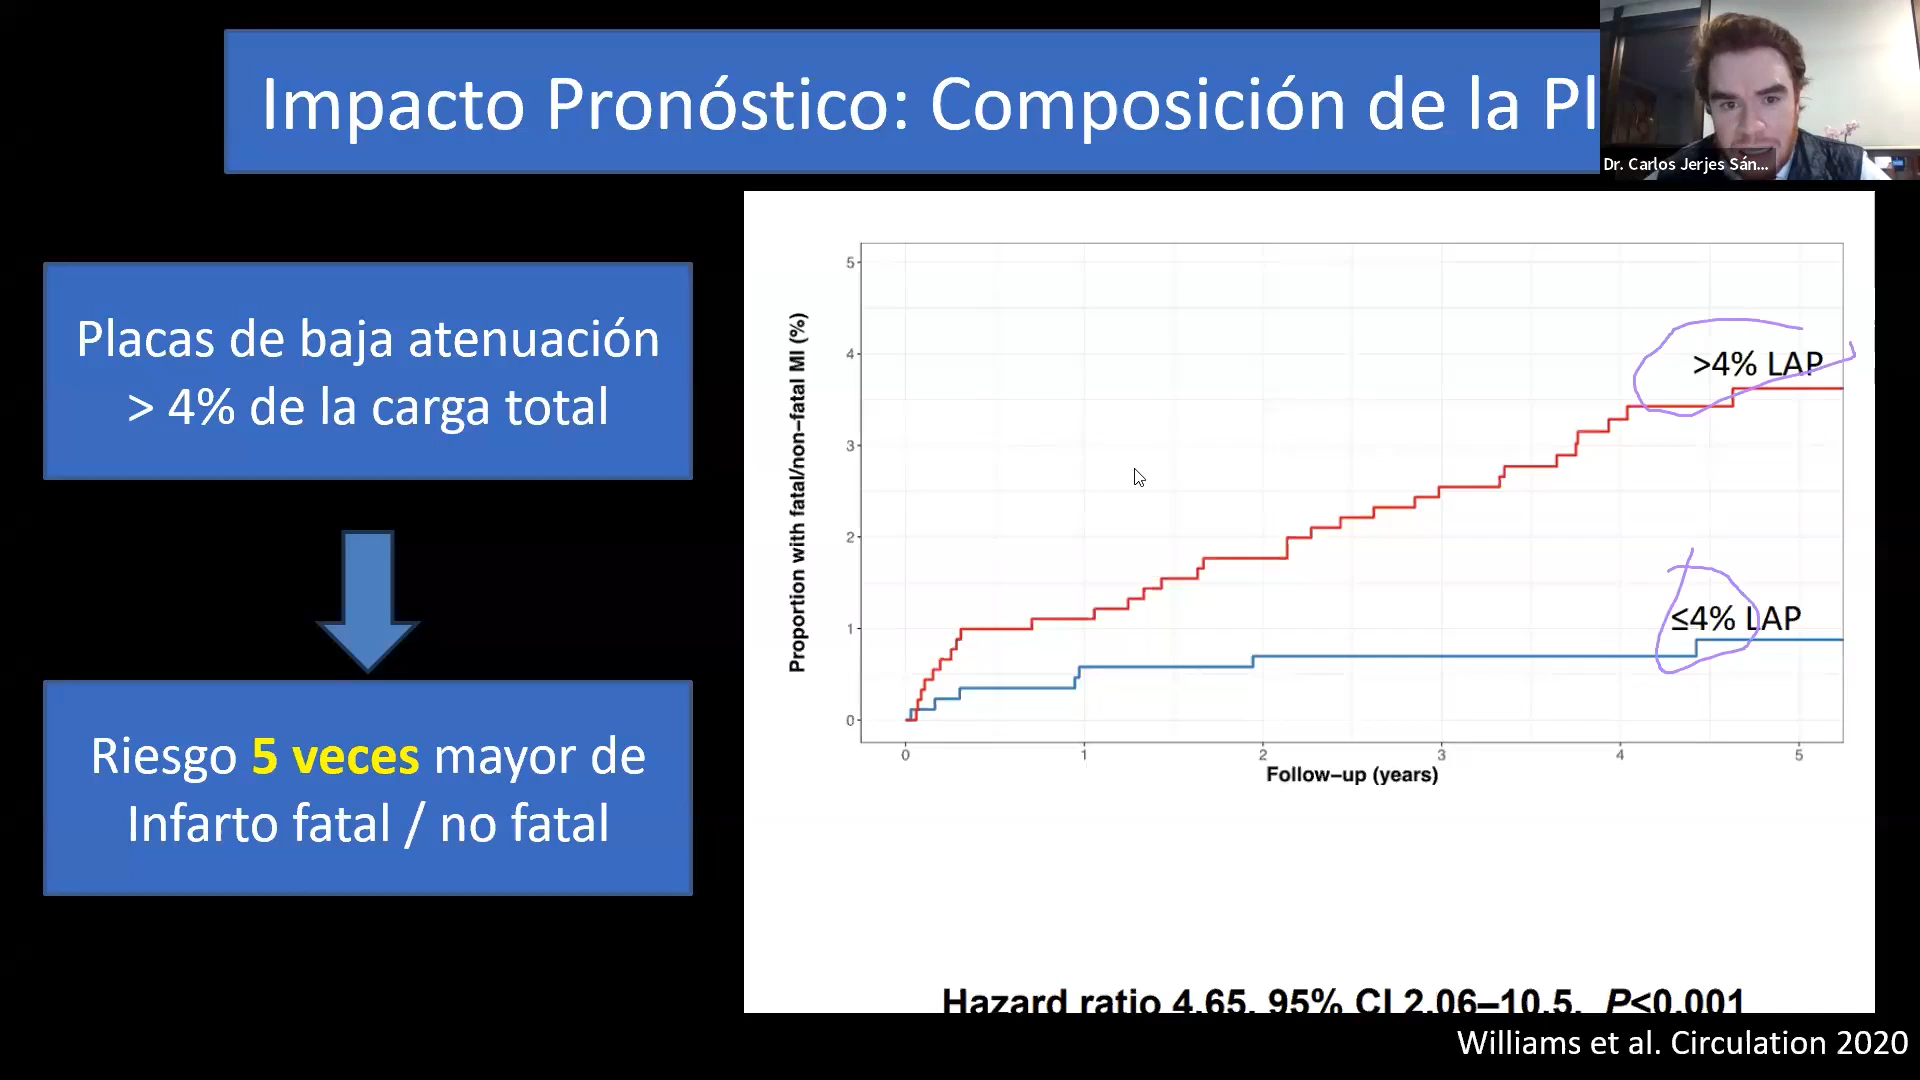 Impacto Pronóstico: Composición de la Pl
Dr. Carlos Jerjes Sán...
Placas de baja atenuación
> 4% de la carga total
Riesgo 5 veces mayor de
Infarto fatal / no fatal
Proportion with fatal/non–fatal MI (%)
5
4
3
2
1
0
>4% LAP
≤4% LAP
0 1 2 3 4 5
Follow–up (years)
Hazard ratio 4.65, 95% CI 2.06–10.5, P<0.001
Williams et al. Circulation 2020